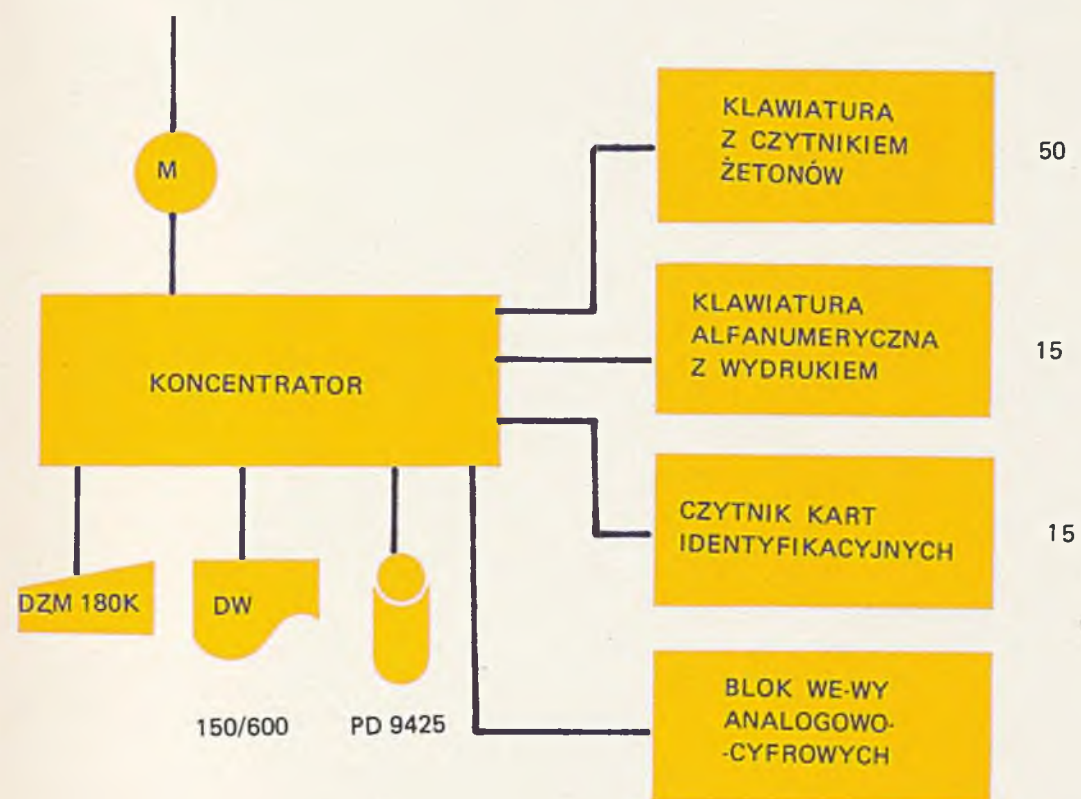 M
KONCENTRATOR
DZM 180K
DW
150/600
PD 9425
KLAWIATURA
Z CZYTNIKIEM
ŻETONÓW
50
KLAWIATURA
ALFANUMERYCZNA
Z WYDRUKIEM
15
CZYTNIK KART
IDENTYFIKACYJNYCH
15
BLOK WE-WY
ANALOGOWO-
-CYFROWYCH